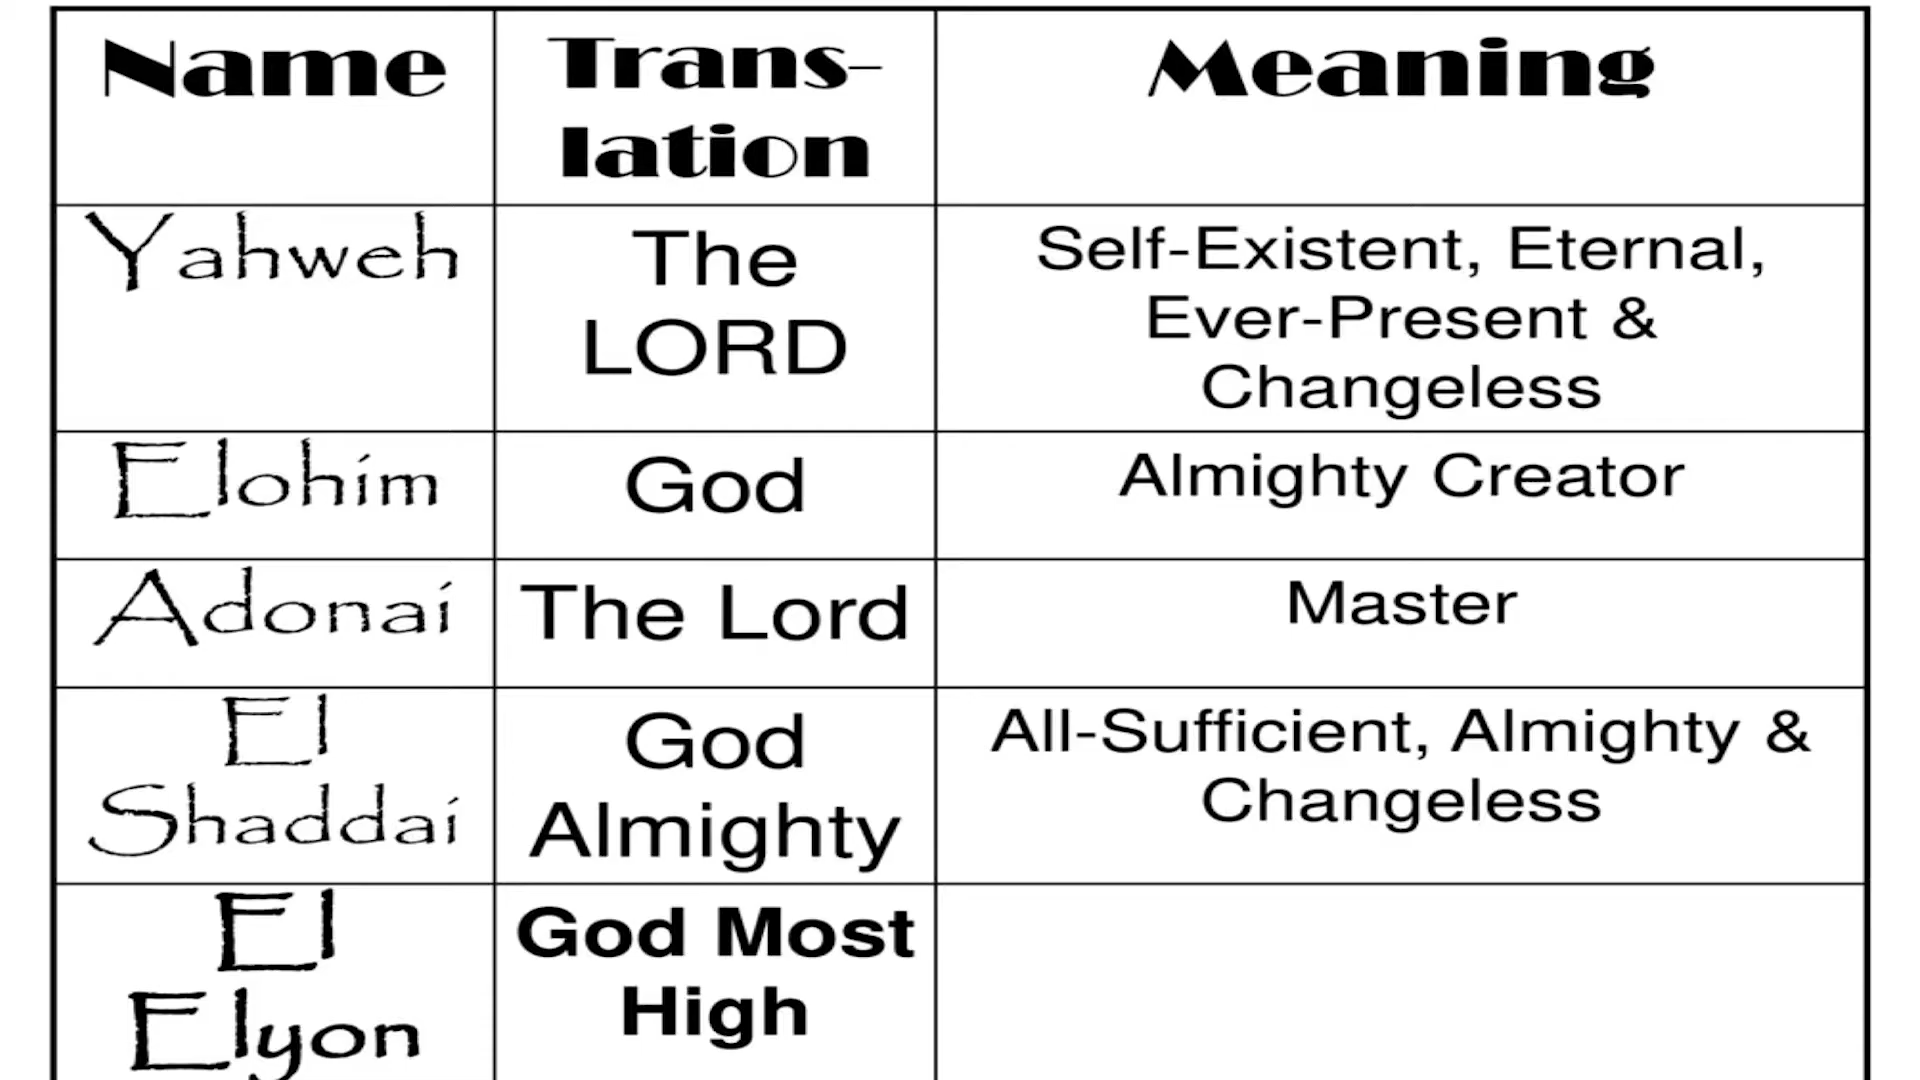 Name
Trans-
lation
Meaning
Yahweh
The
LORD
Self-Existent, Eternal,
Ever-Present &
Changeless
Elohim
God
Almighty Creator
Adonai
The Lord
Master
El
Shaddai
God
Almighty
All-Sufficient, Almighty &
Changeless
El
Elyon
God Most
High